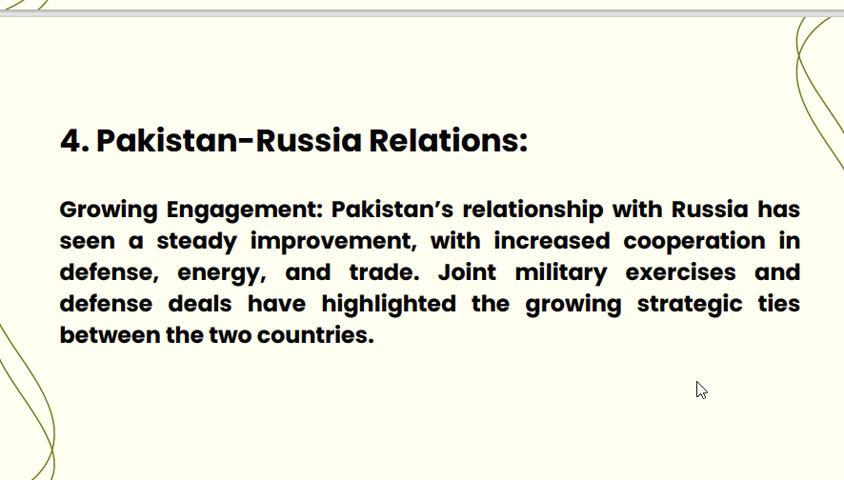 4. Pakistan-Russia Relations:
Growing Engagement: Pakistan’s relationship with Russia has
seen a steady improvement, with increased cooperation in
defense, energy, and trade. Joint military exercises and
defense deals have highlighted the growing strategic ties
between the two countries.